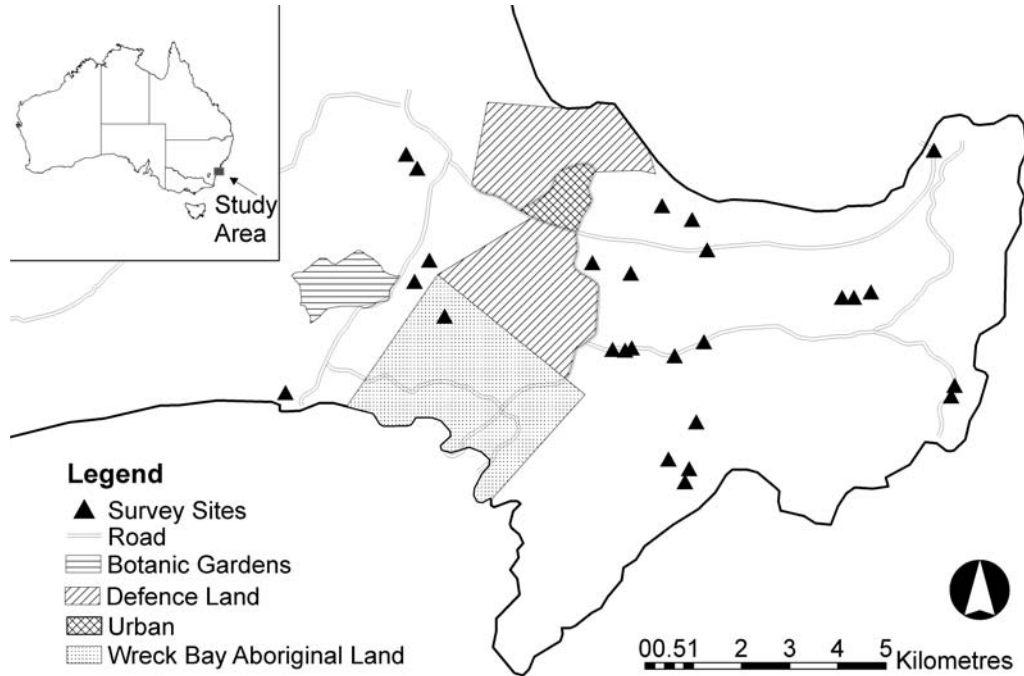 Study
Area
Legend
Survey Sites
Road
Botanic Gardens
Defence Land
Urban
Wreck Bay Aboriginal Land
00.51 2 3 4 5
Kilometres